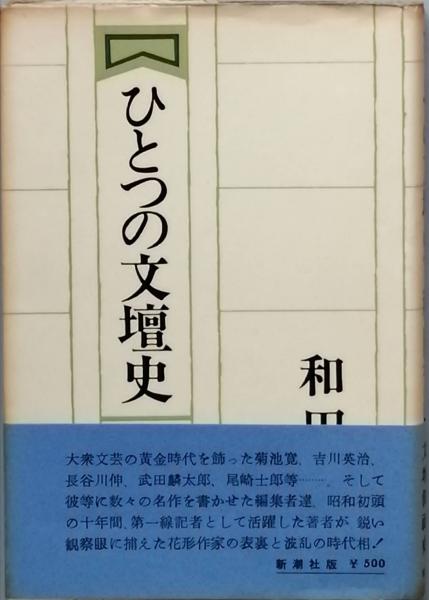 ひとつの文壇史
和田
大衆文芸の黄金時代を飾った菊池寛、吉川英治、
長谷川伸、武田麟太郎、尾崎士郎等………、そして
彼等に数々の名作を書かせた編集者達。昭和初頭
の十年間、第一線記者として活躍した著者が、鋭い
観察眼に捕えた花形作家の表裏と波乱の時代相!
新潮社版 ¥500